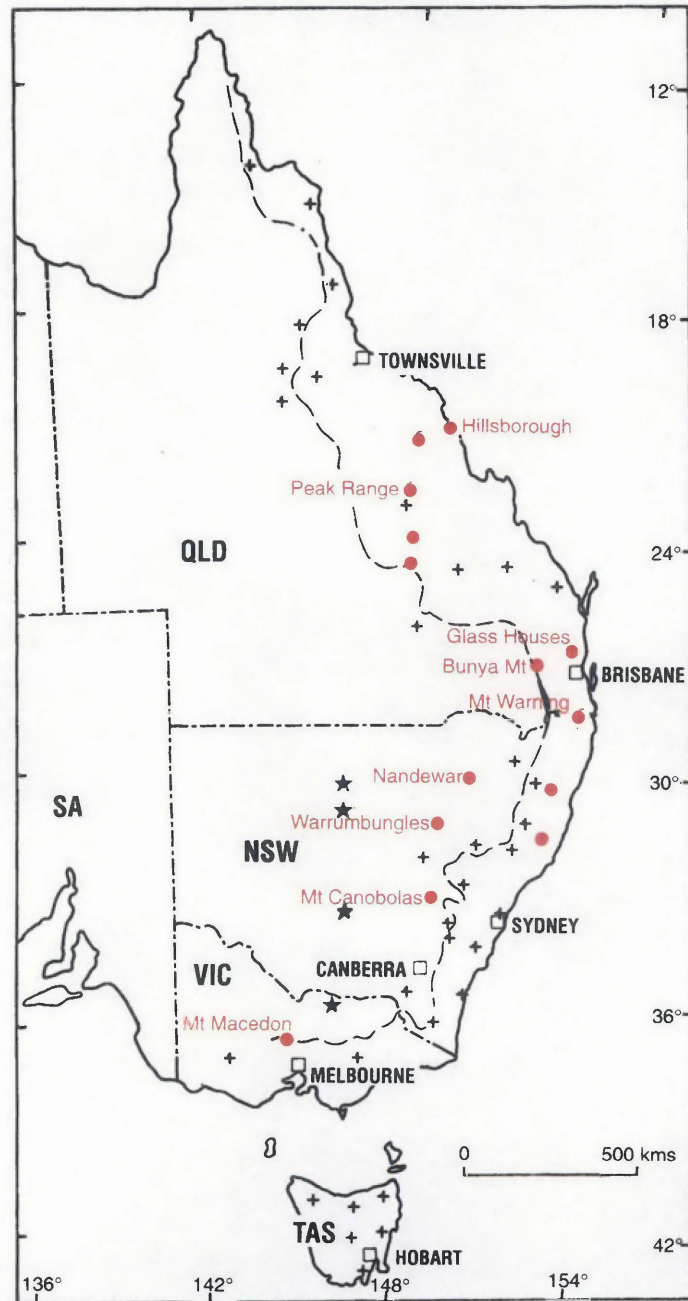 12°
18°
TOWNSVILLE
Hillsborough
Peak Range
QLD
24°
Glass Houses
Bunya Mt
BRISBANE
Mt Warning
Nandewar
30°
SA
Warrumbungles
NSW
Mt Canobolas
SYDNEY
VIC
CANBERRA
36°
Mt Macedon
MELBOURNE
0 500 kms
TAS
HOBART
42°
136° 142° 148° 154°